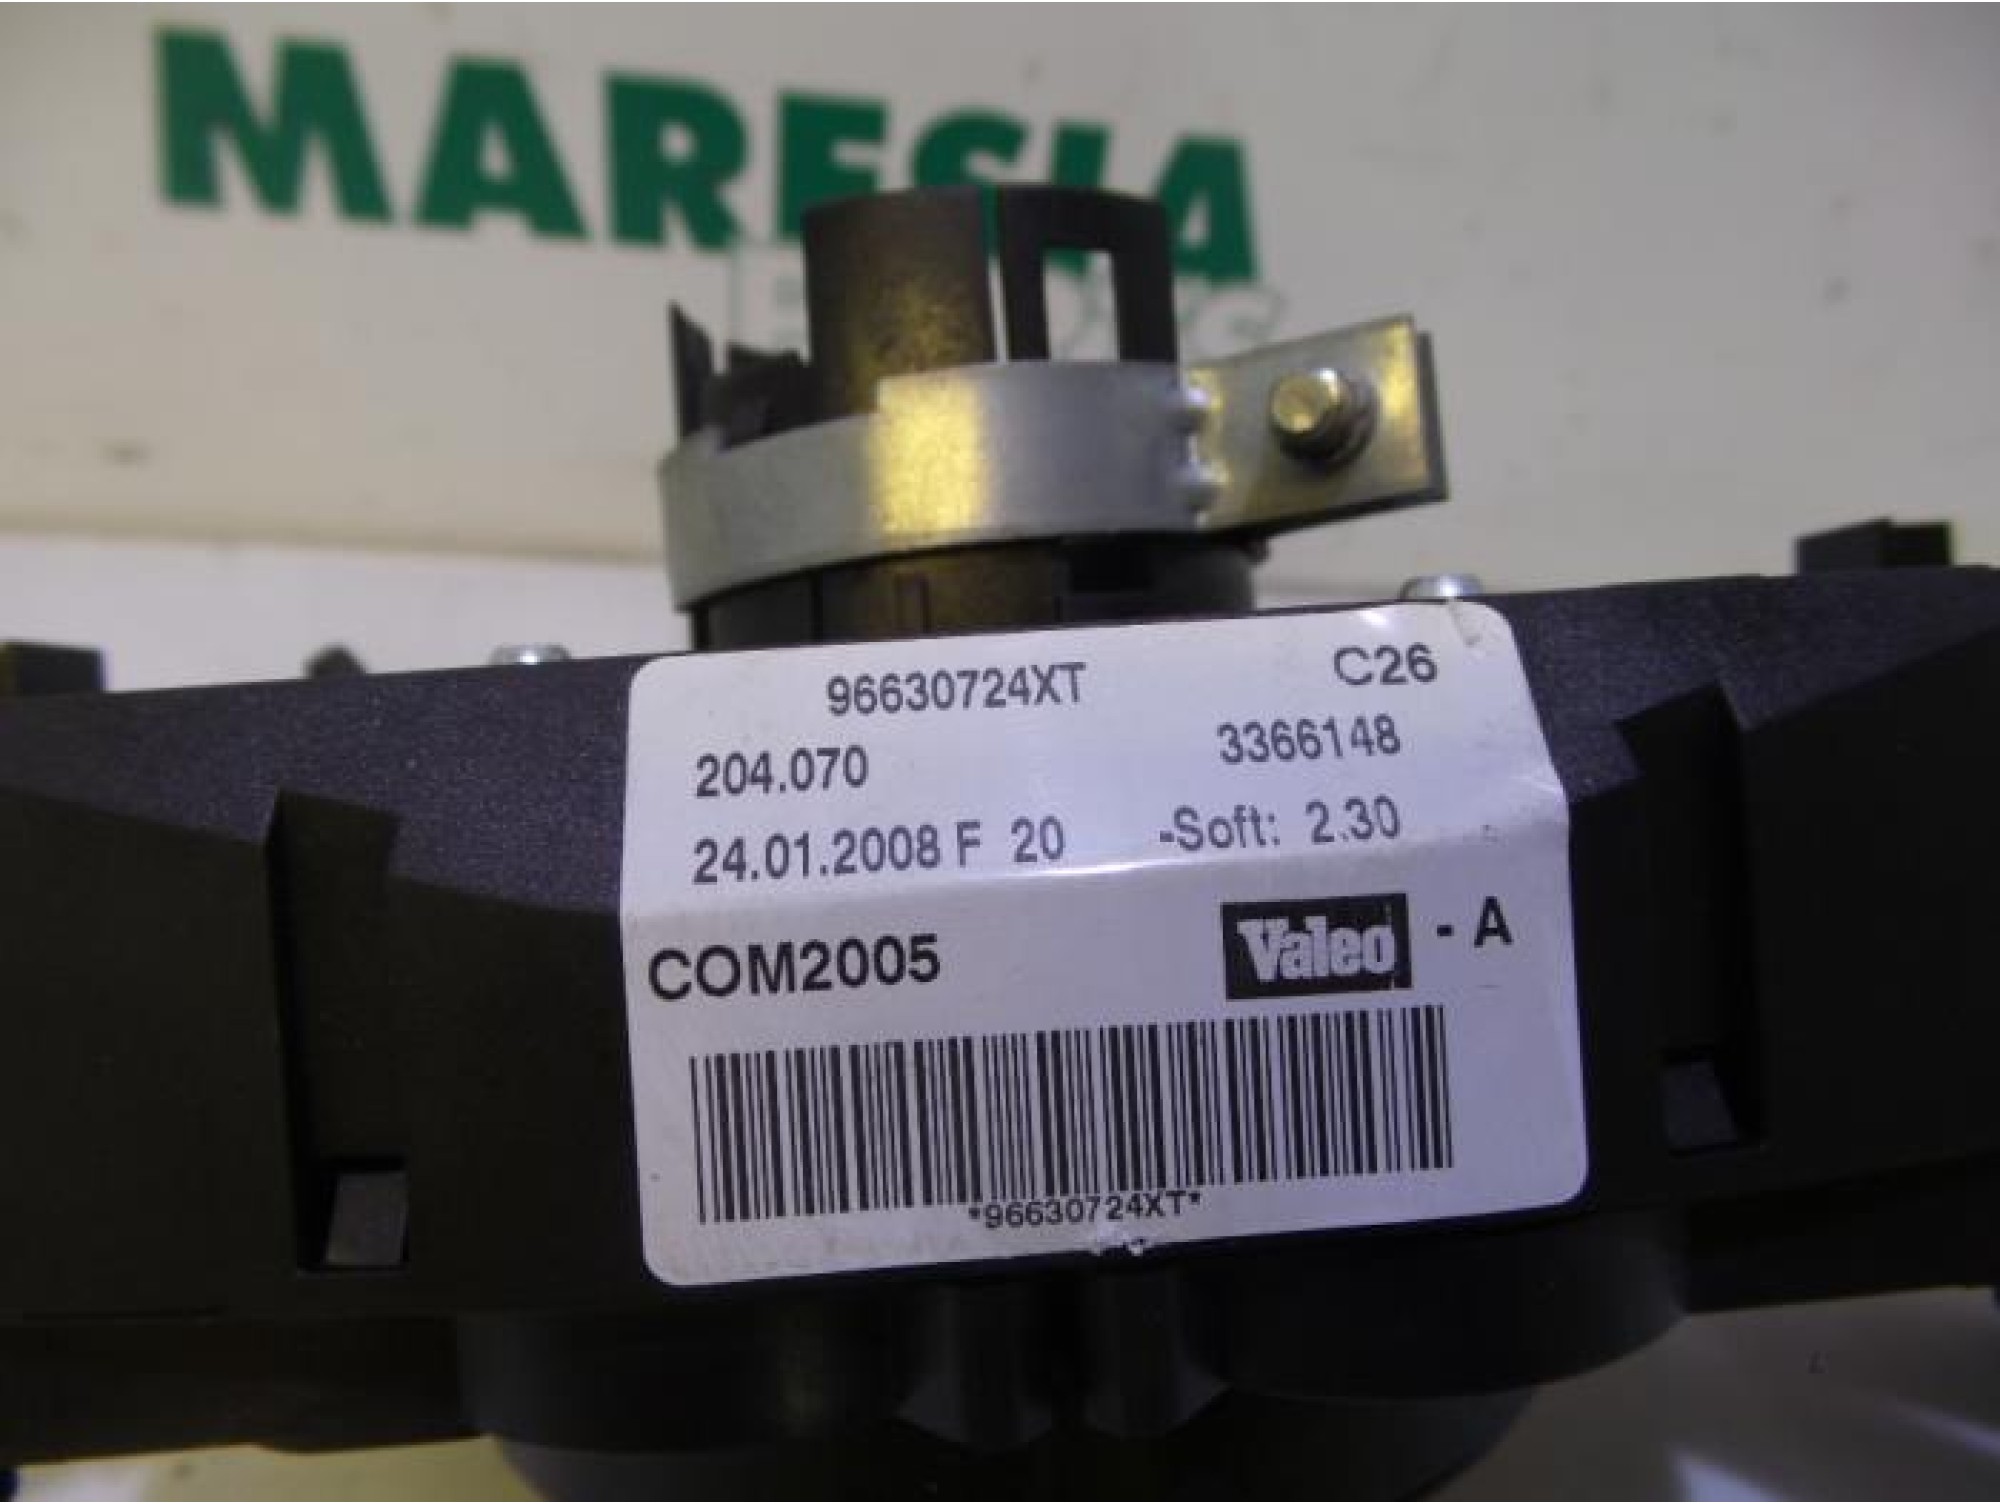 MARESIA
96630724XT C26
204.070 3366148
24.01.2008 F 20 -Soft: 2.30
COM2005 Valeo - A
*96630724XT*